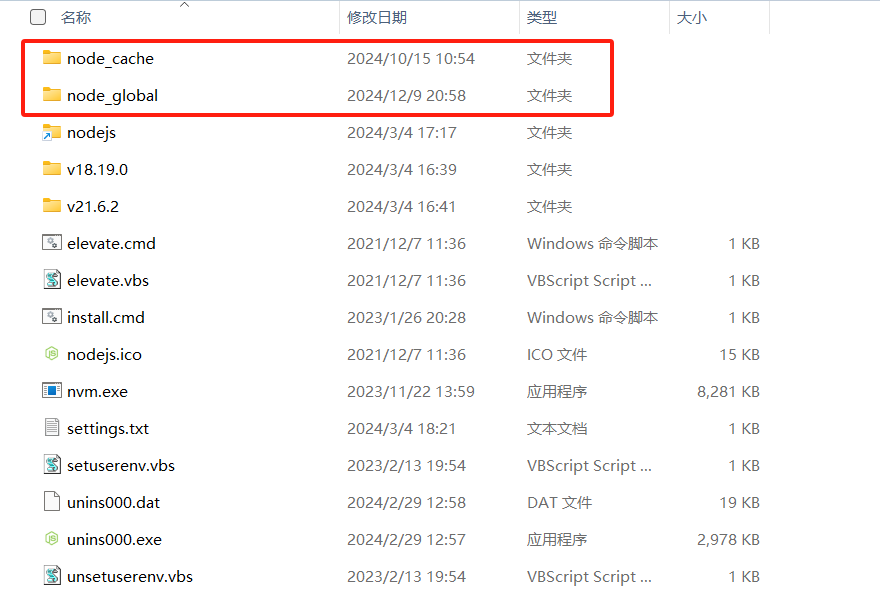 名称 修改日期 类型 大小
node_cache 2024/10/15 10:54 文件夹
node_global 2024/12/9 20:58 文件夹
nodejs 2024/3/4 17:17 文件夹
v18.19.0 2024/3/4 16:39 文件夹
v21.6.2 2024/3/4 16:41 文件夹
elevate.cmd 2021/12/7 11:36 Windows 命令脚本 1 KB
elevate.vbs 2021/12/7 11:36 VBScript Script ... 1 KB
install.cmd 2023/1/26 20:28 Windows 命令脚本 1 KB
nodejs.ico 2021/12/7 11:36 ICO 文件 15 KB
nvm.exe 2023/11/22 13:59 应用程序 8,281 KB
settings.txt 2024/3/4 18:21 文本文档 1 KB
setuserenv.vbs 2023/2/13 19:54 VBScript Script ... 1 KB
unins000.dat 2024/2/29 12:58 DAT 文件 19 KB
unins000.exe 2024/2/29 12:57 应用程序 2,978 KB
unsetuserenv.vbs 2023/2/13 19:54 VBScript Script ... 1 KB